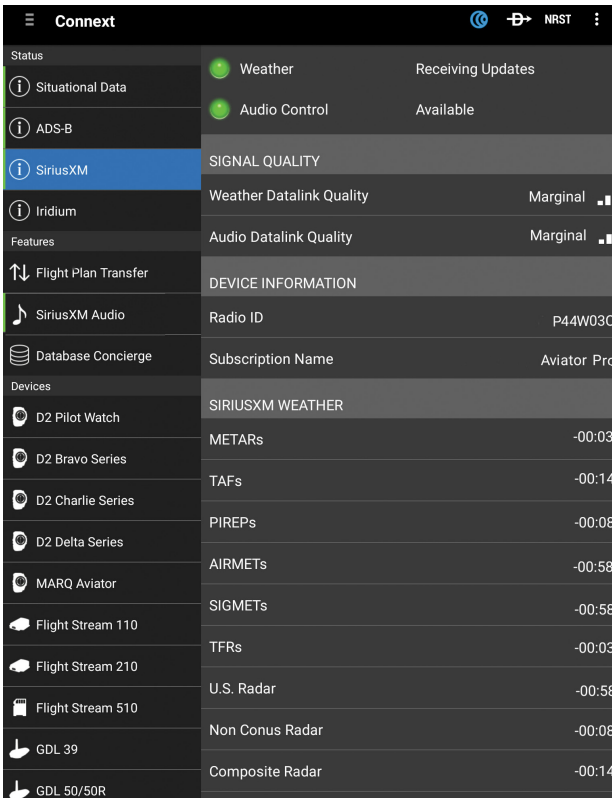 Connext
NRST
Status
Situational Data
ADS-B
SiriusXM
Iridium
Features
Flight Plan Transfer
SiriusXM Audio
Database Concierge
Devices
D2 Pilot Watch
D2 Bravo Series
D2 Charlie Series
D2 Delta Series
MARQ Aviator
Flight Stream 110
Flight Stream 210
Flight Stream 510
GDL 39
GDL 50/50R
Weather Receiving Updates
Audio Control Available
SIGNAL QUALITY
Weather Datalink Quality Marginal
Audio Datalink Quality Marginal
DEVICE INFORMATION
Radio ID P44W03C
Subscription Name Aviator Pro
SIRIUSXM WEATHER
METARs -00:03
TAFs -00:14
PIREPs -00:08
AIRMETs -00:58
SIGMETs -00:58
TFRs -00:03
U.S. Radar -00:58
Non Conus Radar -00:08
Composite Radar -00:14